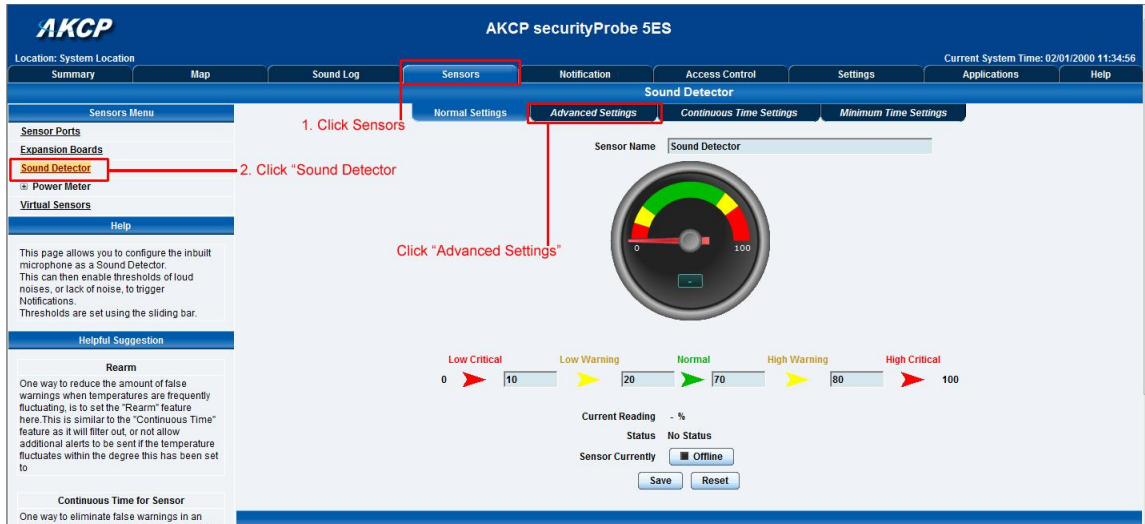 AKCP
AKCP securityProbe 5ES
Location: System Location
Current System Time: 02/01/2000 11:34:56
Summary Map Sound Log Sensors Notification Access Control Settings Applications Help
Sound Detector
Sensors Menu
Normal Settings Advanced Settings Continuous Time Settings Minimum Time Settings
1. Click Sensors
Sensor Ports
Expansion Boards
Sound Detector
2. Click “Sound Detector
Power Meter
Virtual Sensors
Sensor Name Sound Detector
0 100
-
Click “Advanced Settings”
Help
This page allows you to configure the inbuilt
microphone as a Sound Detector.
This can then enable thresholds of loud
noises, or lack of noise, to trigger
Notifications.
Thresholds are set using the sliding bar.
Helpful Suggestion
Rearm
One way to reduce the amount of false
warnings when temperatures are frequently
fluctuating, is to set the "Rearm" feature
here.This is similar to the "Continuous Time"
feature as it will filter out, or not allow
additional alerts to be sent if the temperature
fluctuates within the degree this has been set
to
Continuous Time for Sensor
One way to eliminate false warnings in an
Low Critical Low Warning Normal High Warning High Critical
0 10 20 70 80 100
Current Reading - %
Status No Status
Sensor Currently Offline
Save Reset